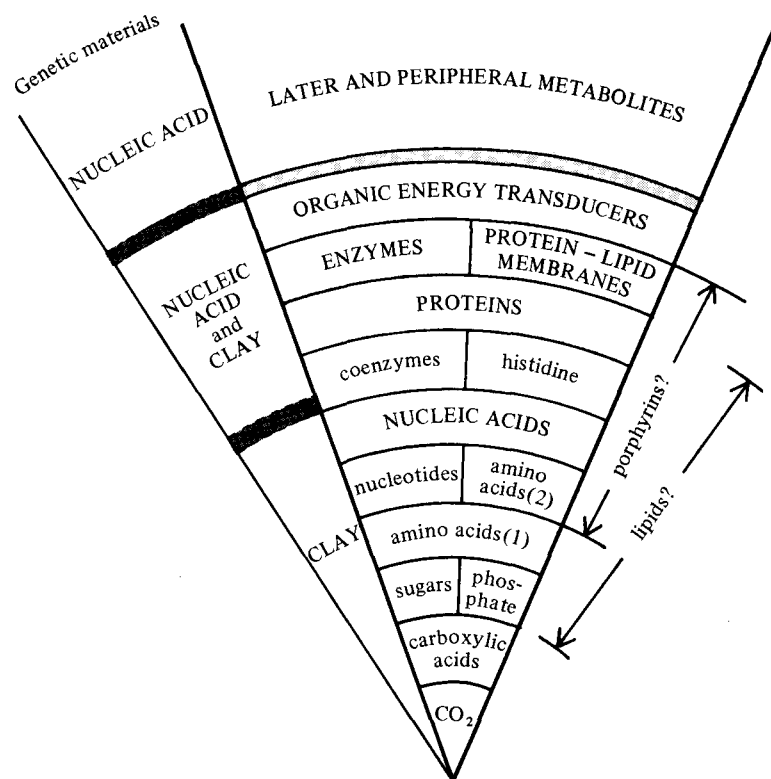 Genetic materials
NUCLEIC ACID
NUCLEIC
ACID
and
CLAY
CLAY
LATER AND PERIPHERAL METABOLITES
ORGANIC ENERGY TRANSDUCERS
ENZYMES
PROTEIN – LIPID
MEMBRANES
PROTEINS
coenzymes
histidine
NUCLEIC ACIDS
nucleotides
amino
acids(2)
amino acids(1)
sugars
phos-
phate
carboxylic
acids
CO₂
porphyrins?
lipids?